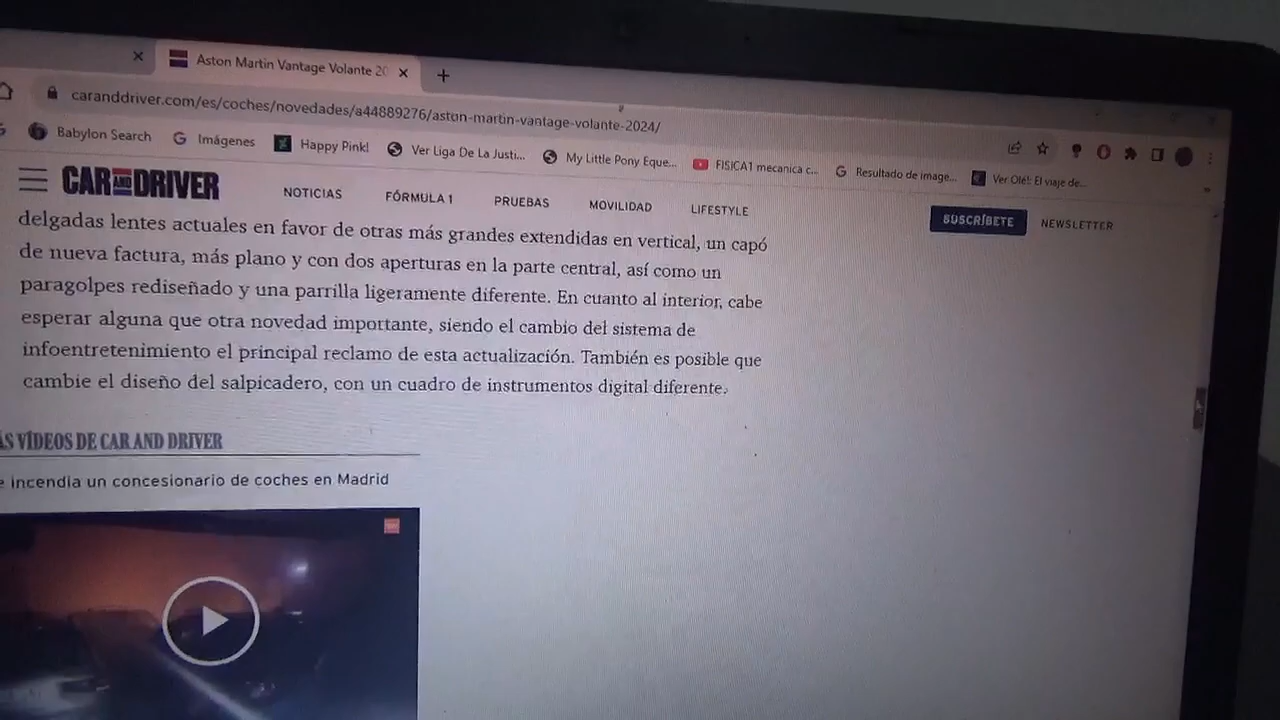 Aston Martin Vantage Volante 20
caranddriver.com/es/coches/novedades/a44889276/aston-martin-vantage-volante-2024/
Babylon Search
Imágenes
Happy Pink!
Ver Liga De La Justi...
My Little Pony Eque...
FISICA1 mecanica c...
Resultado de image...
Ver Olé!: El viaje de...
CAR AND DRIVER
NOTICIAS
FÓRMULA 1
PRUEBAS
MOVILIDAD
LIFESTYLE
SUSCRÍBETE
NEWSLETTER
delgadas lentes actuales en favor de otras más grandes extendidas en vertical, un capó
de nueva factura, más plano y con dos aperturas en la parte central, así como un
paragolpes rediseñado y una parrilla ligeramente diferente. En cuanto al interior, cabe
esperar alguna que otra novedad importante, siendo el cambio del sistema de
infoentretenimiento el principal reclamo de esta actualización. También es posible que
cambie el diseño del salpicadero, con un cuadro de instrumentos digital diferente.
ÁS VÍDEOS DE CAR AND DRIVER
e incendia un concesionario de coches en Madrid